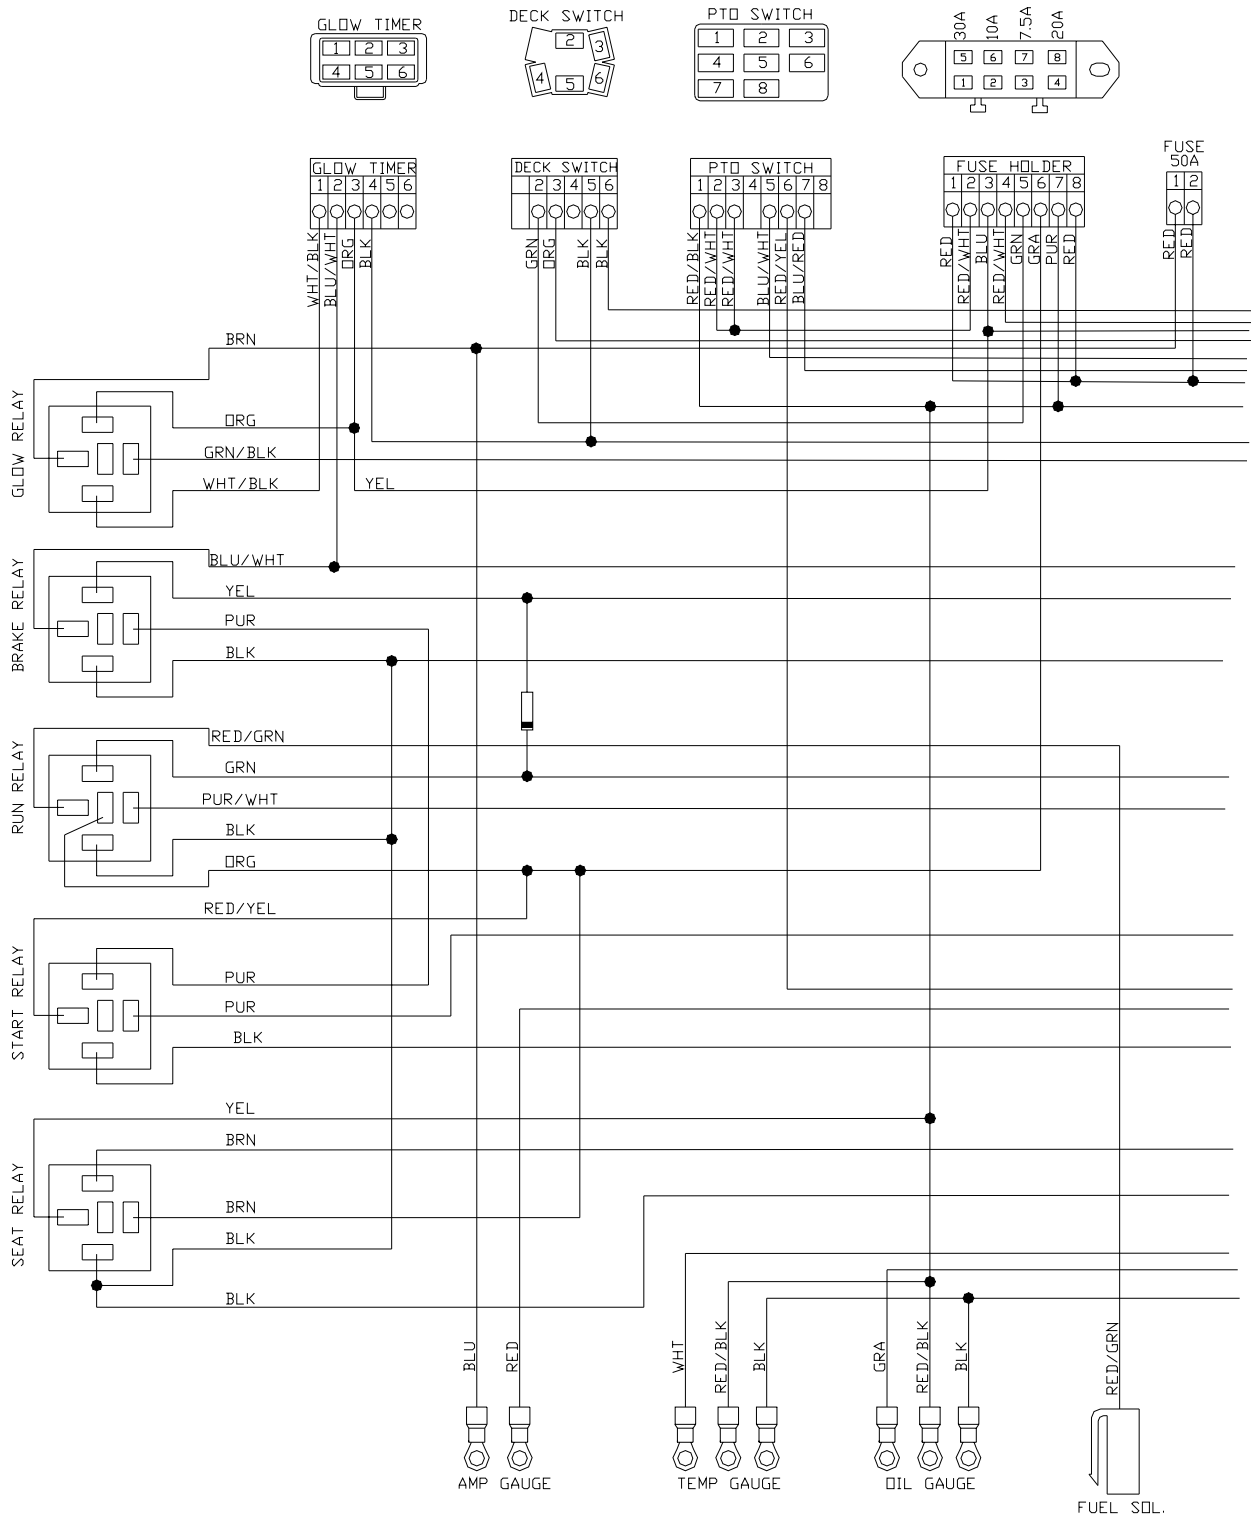 GLOW TIMER
1 2 3
4 5 6
DECK SWITCH
2 3
4 5 6
PTO SWITCH
1 2 3
4 5 6
7 8
30A 10A 7.5A 20A
5 6 7 8
1 2 3 4
GLOW TIMER
1 2 3 4 5 6
WHT/BLK BLU/WHT ORG BLK
DECK SWITCH
2 3 4 5 6
GRN ORG BLK BLK
PTO SWITCH
1 2 3 4 5 6 7 8
RED/BLK RED/WHT RED/WHT BLU/WHT RED/YEL BLU/RED
FUSE HOLDER
1 2 3 4 5 6 7 8
RED RED/WHT BLU RED/WHT GRN GRA PUR RED
FUSE
50A
1 2
RED RED
GLOW RELAY
BRN
ORG
GRN/BLK
WHT/BLK
YEL
BRAKE RELAY
BLU/WHT
YEL
PUR
BLK
RUN RELAY
RED/GRN
GRN
PUR/WHT
BLK
ORG
START RELAY
RED/YEL
PUR
PUR
BLK
SEAT RELAY
YEL
BRN
BRN
BLK
BLK
BLU RED
AMP GAUGE
WHT RED/BLK BLK
TEMP GAUGE
GRA RED/BLK BLK
OIL GAUGE
RED/GRN
FUEL SOL.